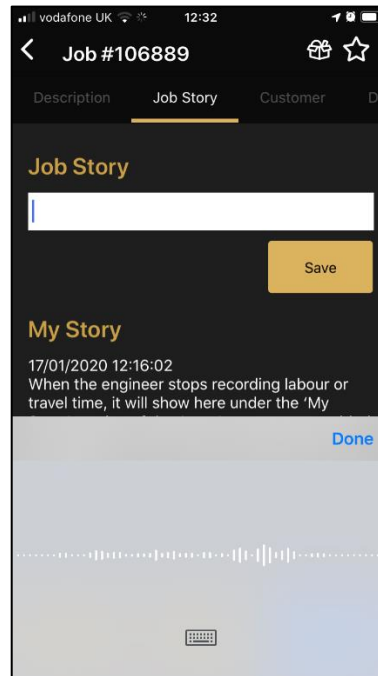 vodafone UK 12:32
Job #106889
Description Job Story Customer D
Job Story
Save
My Story
17/01/2020 12:16:02
When the engineer stops recording labour or
travel time, it will show here under the ‘My
Done